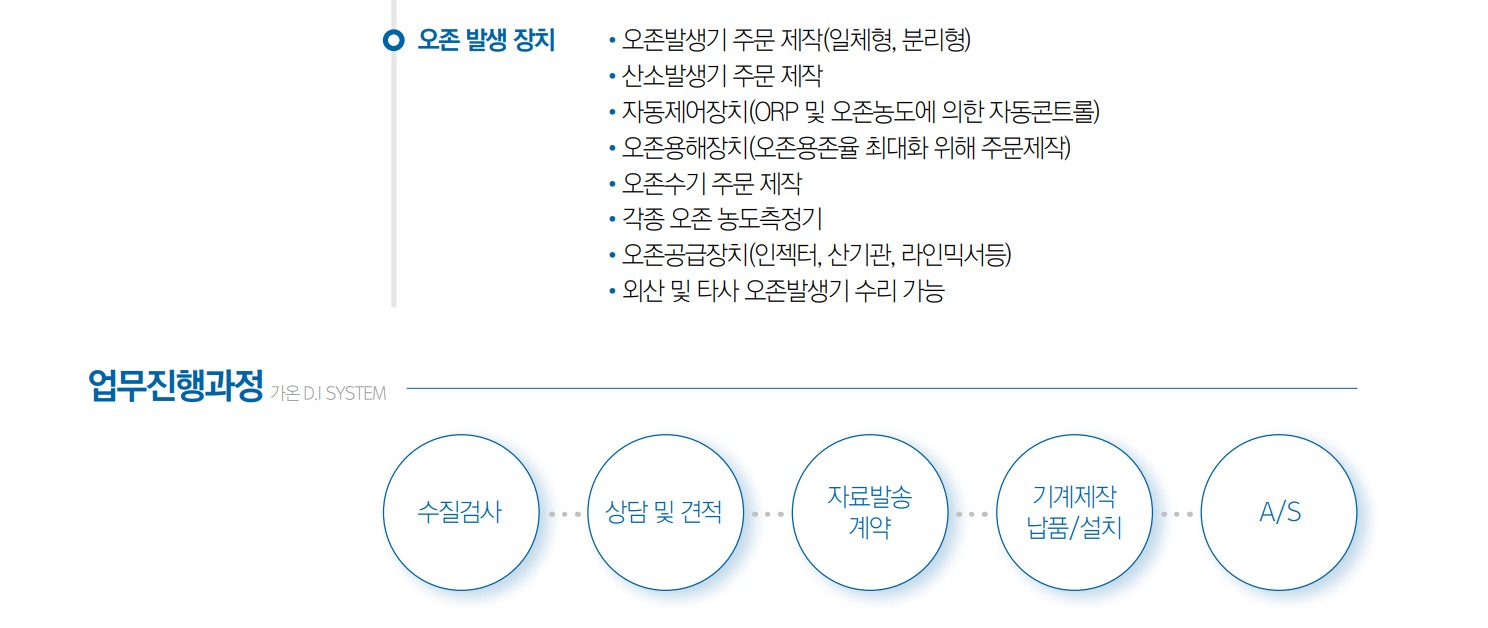 오존 발생 장치
• 오존발생기 주문 제작(일체형, 분리형)
• 산소발생기 주문 제작
• 자동제어장치(ORP 및 오존농도에 의한 자동콘트롤)
• 오존용해장치(오존용존율 최대화 위해 주문제작)
• 오존수기 주문 제작
• 각종 오존 농도측정기
• 오존공급장치(인젝터, 산기관, 라인믹서등)
• 외산 및 타사 오존발생기 수리 가능
업무진행과정 가온 D.I SYSTEM
수질검사
상담 및 견적
자료발송
계약
기계제작
납품/설치
A/S